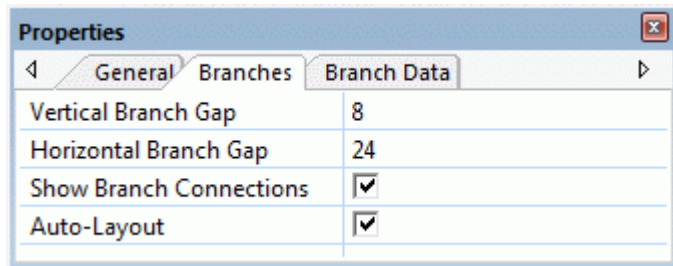 Properties
General Branches Branch Data
Vertical Branch Gap 8
Horizontal Branch Gap 24
Show Branch Connections
Auto-Layout